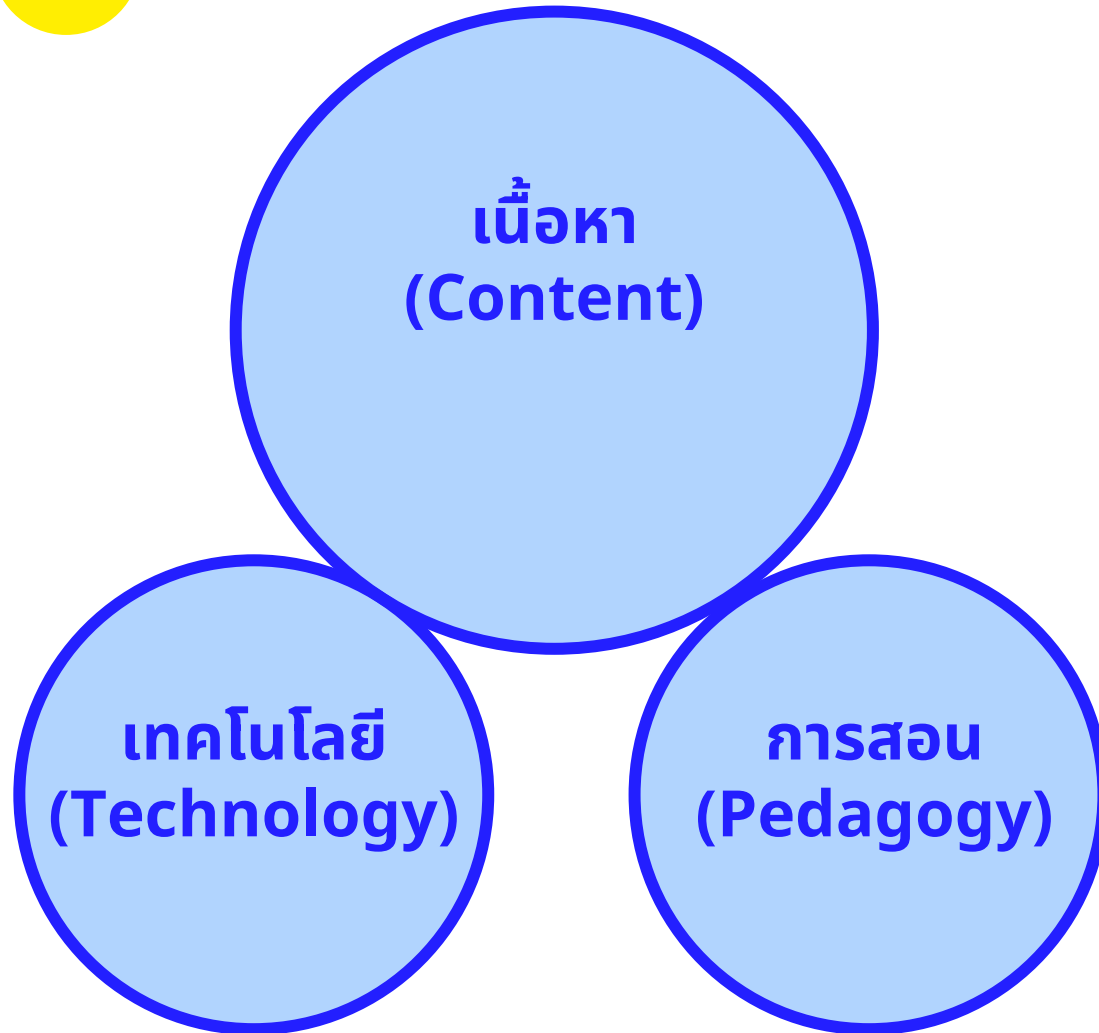 เนื้อหา
(Content)
เทคโนโลยี
(Technology)
การสอน
(Pedagogy)